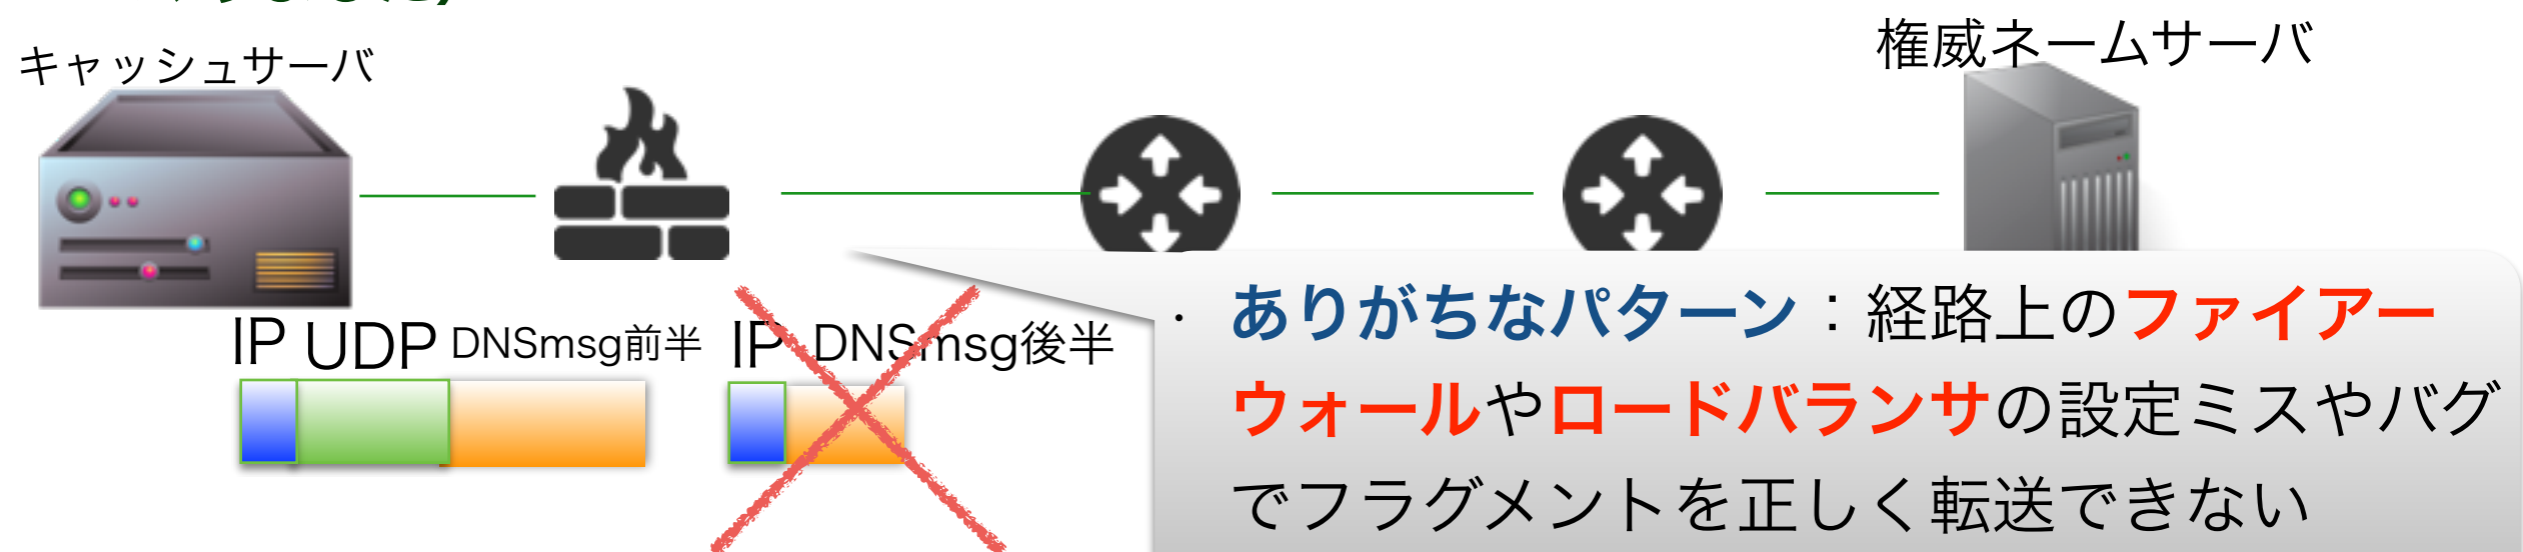 権威ネームサーバ
キャッシュサーバ
IP UDP DNSmsg前半 IP DNSmsg後半
・ ありがちなパターン：経路上のファイアー
ウォールやロードバランサの設定ミスやバグ
でフラグメントを正しく転送できない